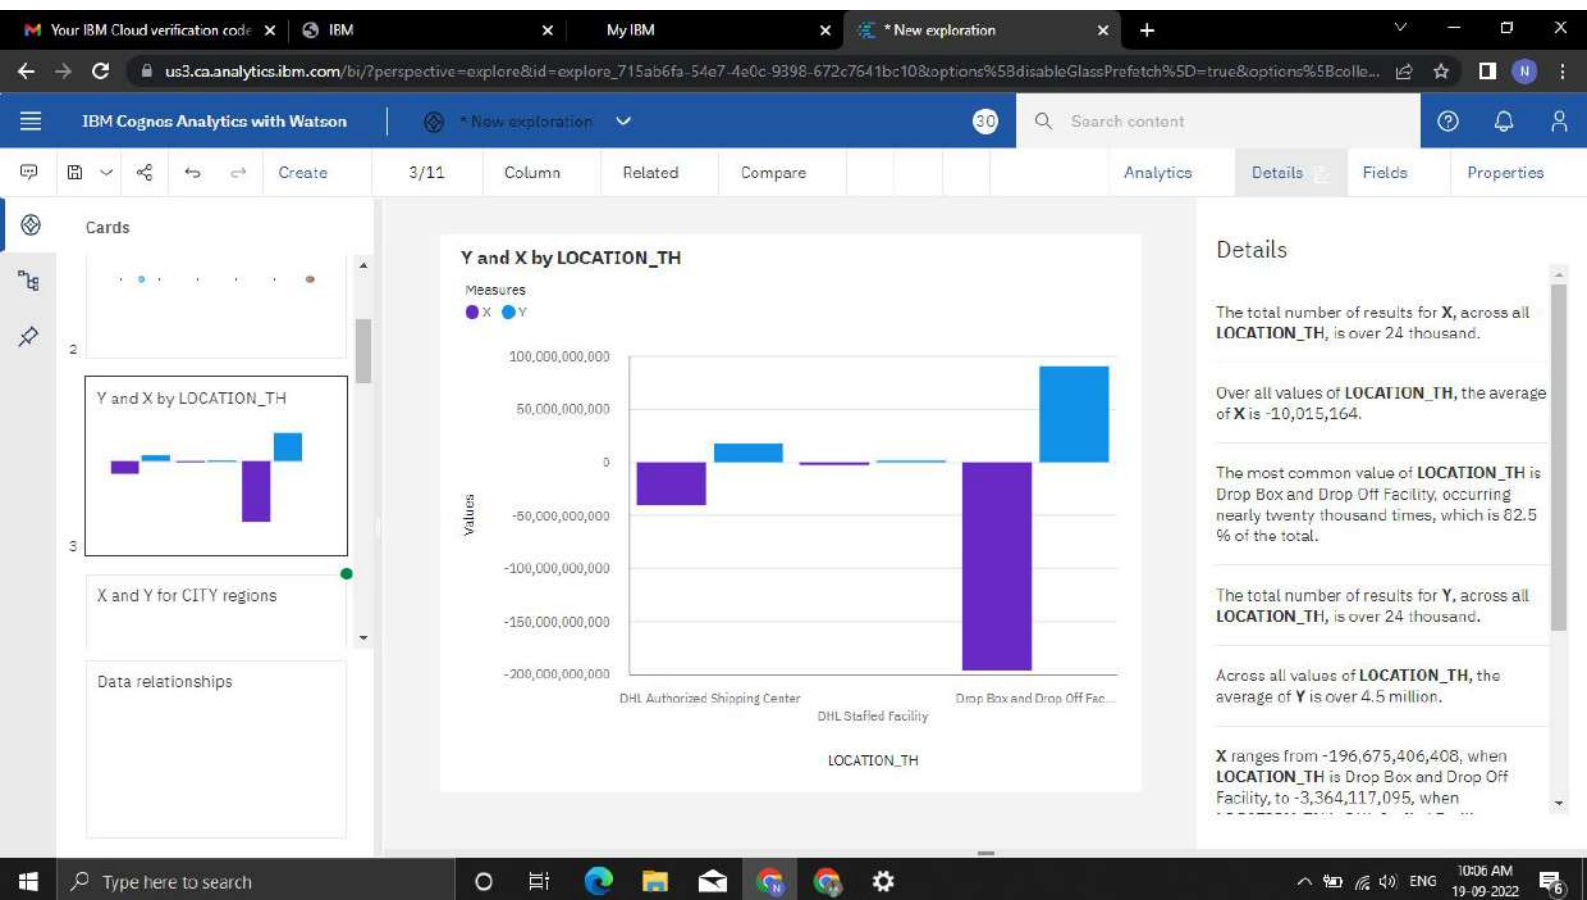 Your IBM Cloud verification code
IBM
My IBM
* New exploration
us3.ca.analytics.ibm.com/bi/?perspective=explore&id=explore_715ab6fa-54e7-4e0c-9398-672c7641bc10&options%5BdisableGlassPrefetch%5D=true&options%5Bcolle...
N
IBM Cognos Analytics with Watson
* New exploration
30
Search content
Create
3/11
Column
Related
Compare
Analytics
Details
Fields
Properties
Cards
2
Y and X by LOCATION_TH
3
X and Y for CITY regions
Data relationships
Y and X by LOCATION_TH
Measures
X Y
100,000,000,000
50,000,000,000
0
-50,000,000,000
-100,000,000,000
-150,000,000,000
-200,000,000,000
Values
DHL Authorized Shipping Center
DHL Staffed Facility
Drop Box and Drop Off Fac...
LOCATION_TH
Details
The total number of results for X, across all
LOCATION_TH, is over 24 thousand.
Over all values of LOCATION_TH, the average
of X is -10,015,164.
The most common value of LOCATION_TH is
Drop Box and Drop Off Facility, occurring
nearly twenty thousand times, which is 82.5
% of the total.
The total number of results for Y, across all
LOCATION_TH, is over 24 thousand.
Across all values of LOCATION_TH, the
average of Y is over 4.5 million.
X ranges from -196,675,406,408, when
LOCATION_TH is Drop Box and Drop Off
Facility, to -3,364,117,095, when
Type here to search
N
ENG
10:06 AM
19-09-2022
6